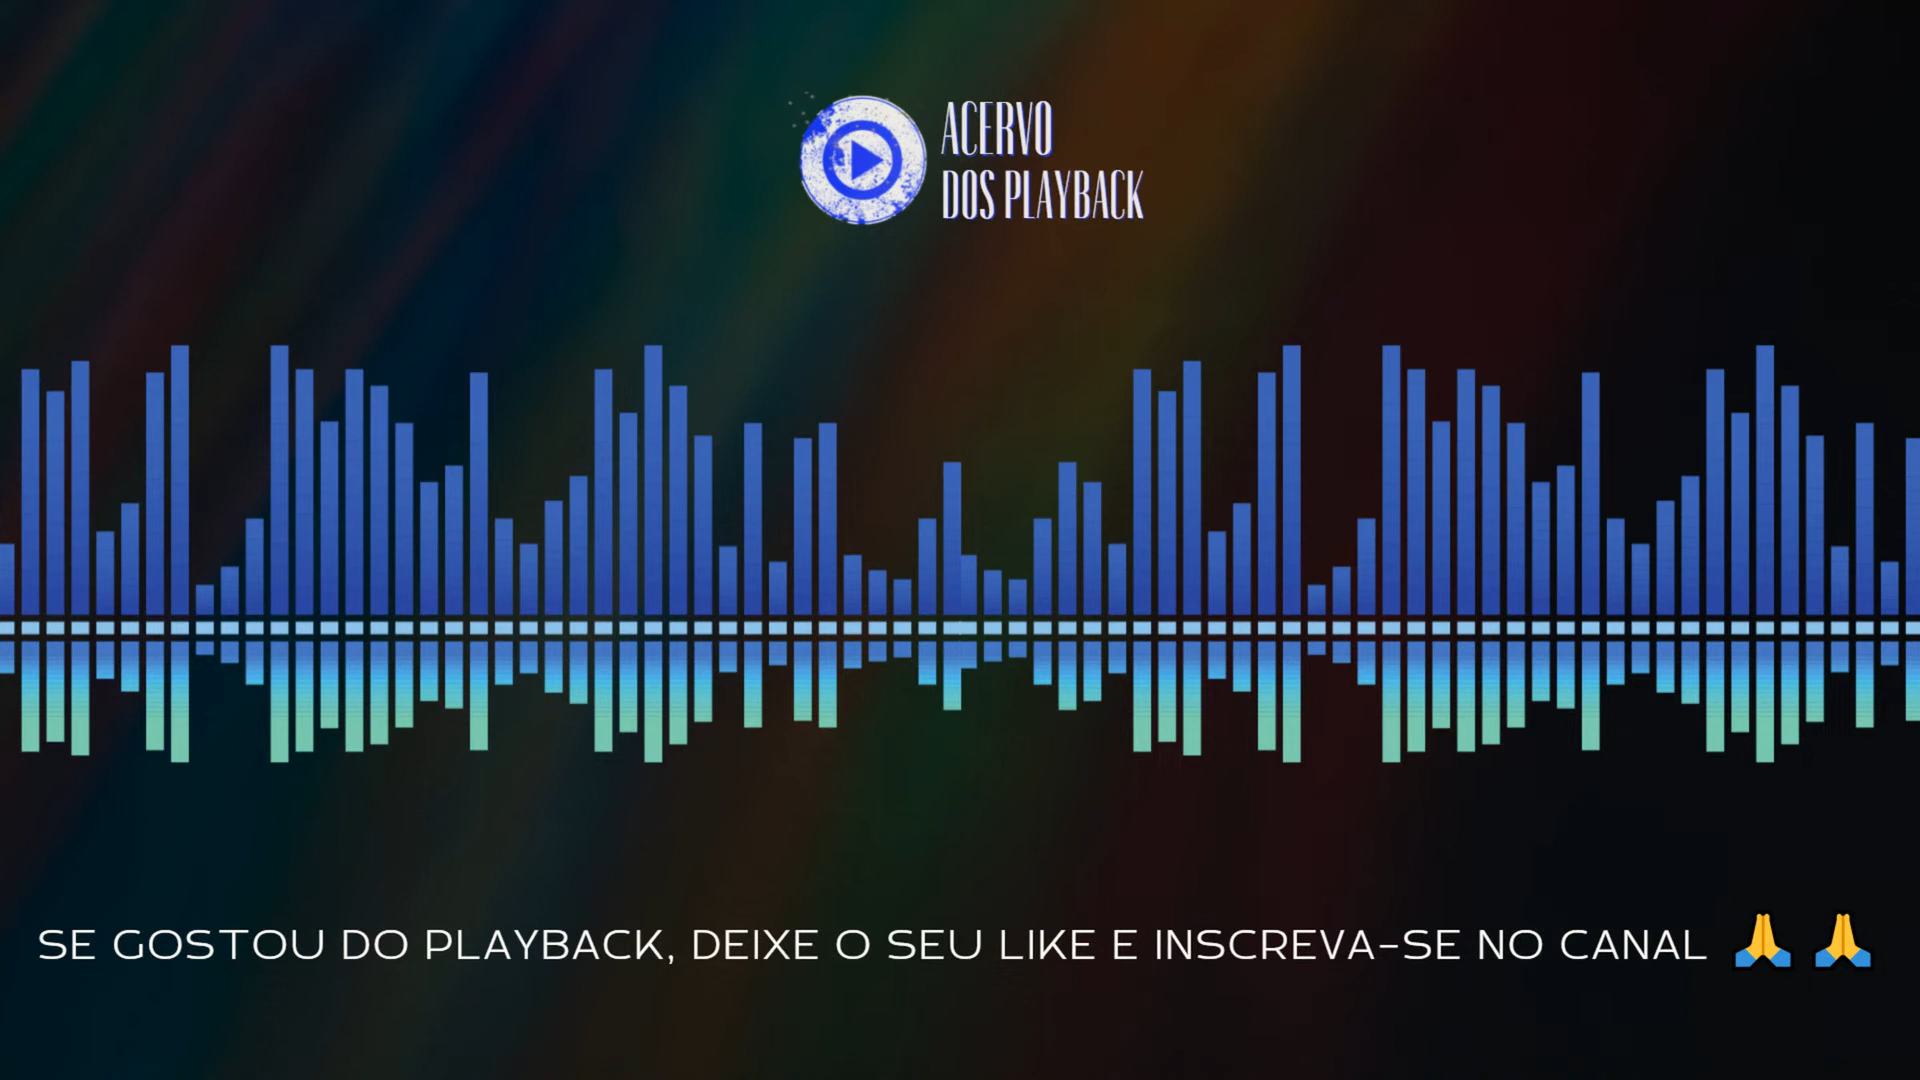 ACERVO
DOS PLAYBACK
SE GOSTOU DO PLAYBACK, DEIXE O SEU LIKE E INSCREVA-SE NO CANAL 🙏 🙏